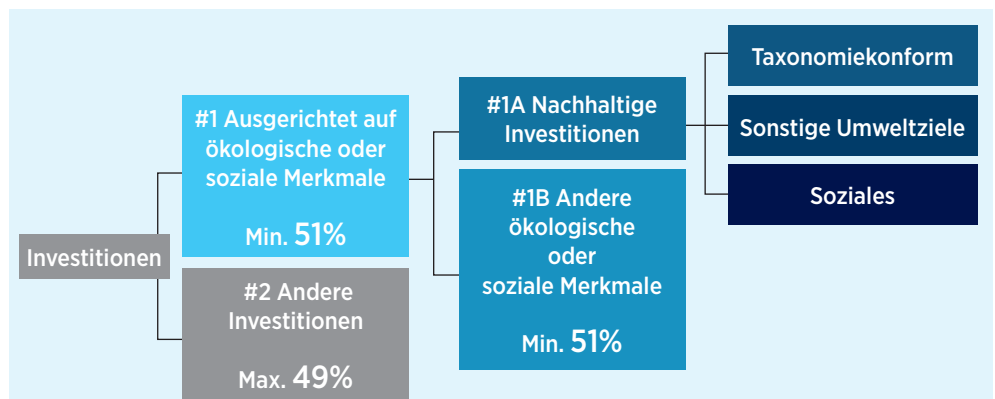 Investitionen
#1 Ausgerichtet auf
ökologische oder
soziale Merkmale
Min. 51%
#2 Andere
Investitionen
Max. 49%
#1A Nachhaltige
Investitionen
#1B Andere
ökologische
oder
soziale Merkmale
Min. 51%
Taxonomiekonform
Sonstige Umweltziele
Soziales